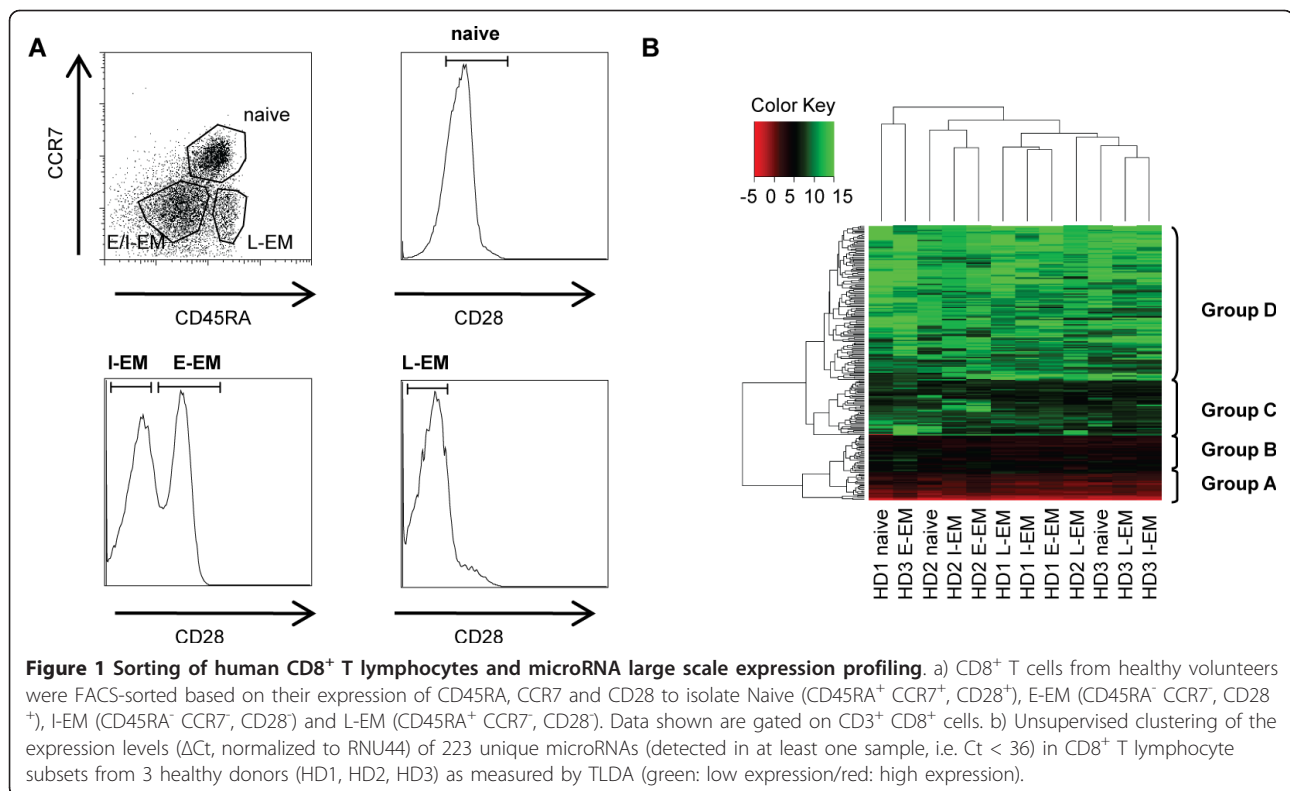 A
CCR7
naive
E/I-EM
L-EM
CD45RA
naive
CD28
I-EM E-EM
CD28
L-EM
CD28
B
Color Key
-5 0 5 10 15
Group D
Group C
Group B
Group A
HD1 naive
HD3 E-EM
HD2 naive
HD2 I-EM
HD2 E-EM
HD1 L-EM
HD1 I-EM
HD1 E-EM
HD2 L-EM
HD3 naive
HD3 L-EM
HD3 I-EM
Figure 1 Sorting of human CD8⁺ T lymphocytes and microRNA large scale expression profiling. a) CD8⁺ T cells from healthy volunteers
were FACS-sorted based on their expression of CD45RA, CCR7 and CD28 to isolate Naive (CD45RA⁺ CCR7⁺, CD28⁺), E-EM (CD45RA⁻ CCR7⁻, CD28
⁺), I-EM (CD45RA⁻ CCR7⁻, CD28⁻) and L-EM (CD45RA⁺ CCR7⁻, CD28⁻). Data shown are gated on CD3⁺ CD8⁺ cells. b) Unsupervised clustering of the
expression levels (ΔCt, normalized to RNU44) of 223 unique microRNAs (detected in at least one sample, i.e. Ct < 36) in CD8⁺ T lymphocyte
subsets from 3 healthy donors (HD1, HD2, HD3) as measured by TLDA (green: low expression/red: high expression).